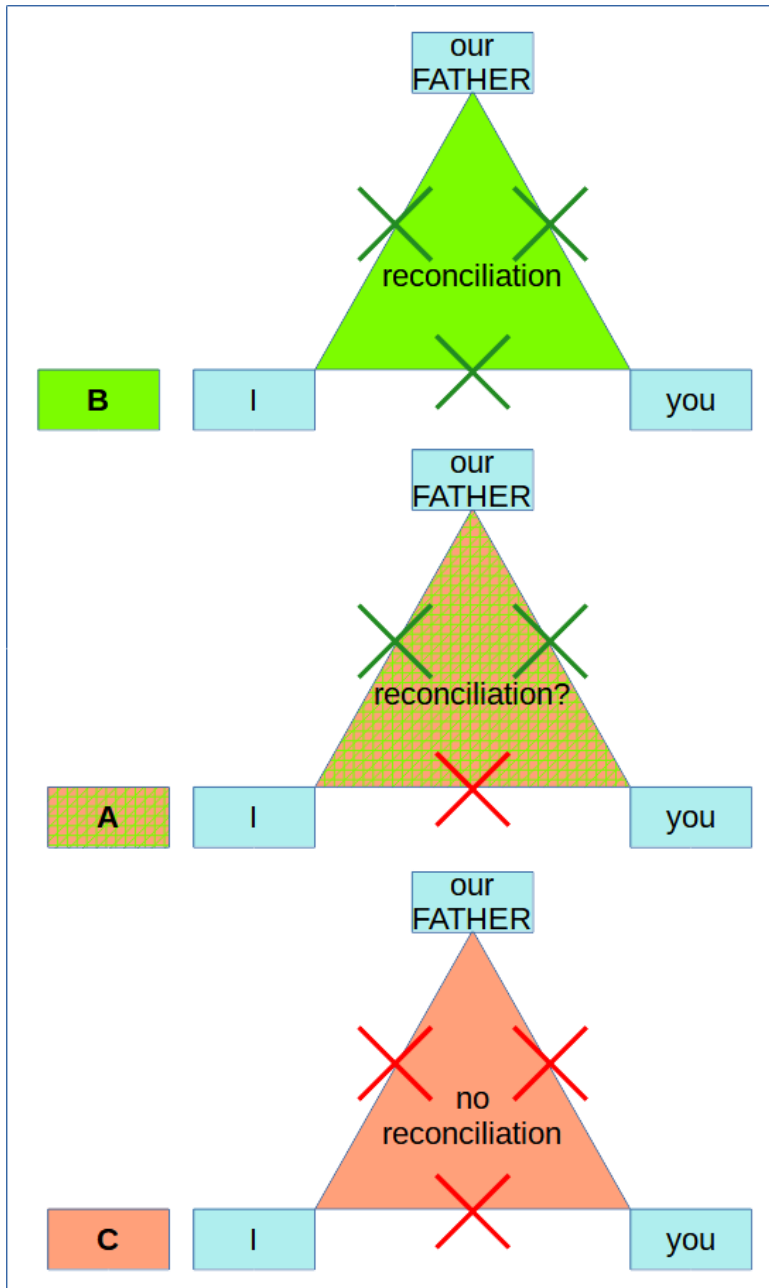 our
FATHER
reconciliation
B
I
you
our
FATHER
reconciliation?
A
I
you
our
FATHER
no
reconciliation
C
I
you